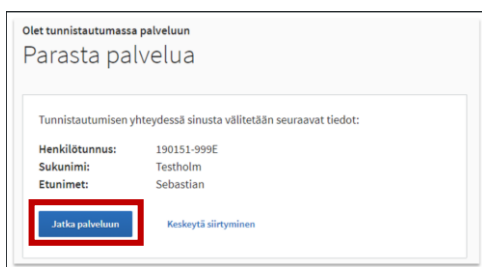 Olet tunnistautumassa palveluun
Parasta palvelua
Tunnistautumisen yhteydessä sinusta välitetään seuraavat tiedot:
Henkilötunnus: 190151-999E
Sukunimi: Testholm
Etunimet: Sebastian
Jatka palveluun Keskeytä siirtyminen